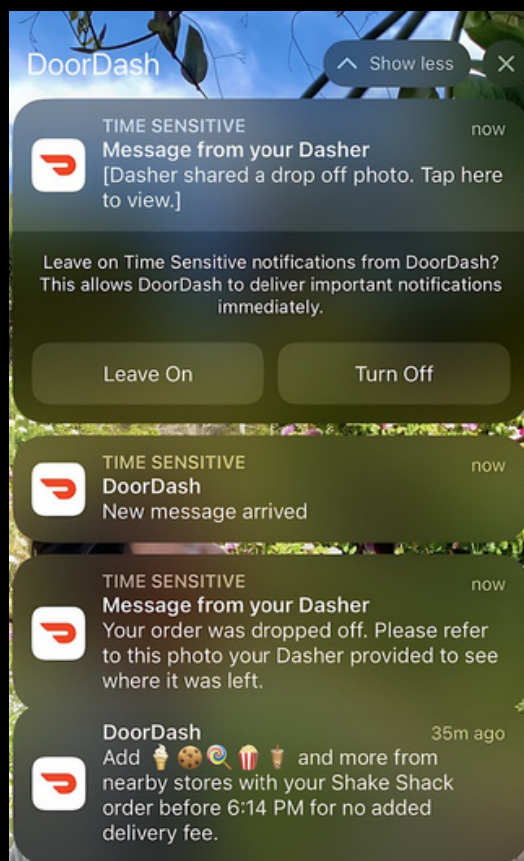 DoorDash
Show less
TIME SENSITIVE
now
Message from your Dasher
[Dasher shared a drop off photo. Tap here
to view.]
Leave on Time Sensitive notifications from DoorDash?
This allows DoorDash to deliver important notifications
immediately.
Leave On
Turn Off
TIME SENSITIVE
now
DoorDash
New message arrived
TIME SENSITIVE
now
Message from your Dasher
Your order was dropped off. Please refer
to this photo your Dasher provided to see
where it was left.
DoorDash
35m ago
Add 🍦 🍪 🍭 🍿 🧋 and more from
nearby stores with your Shake Shack
order before 6:14 PM for no added
delivery fee.